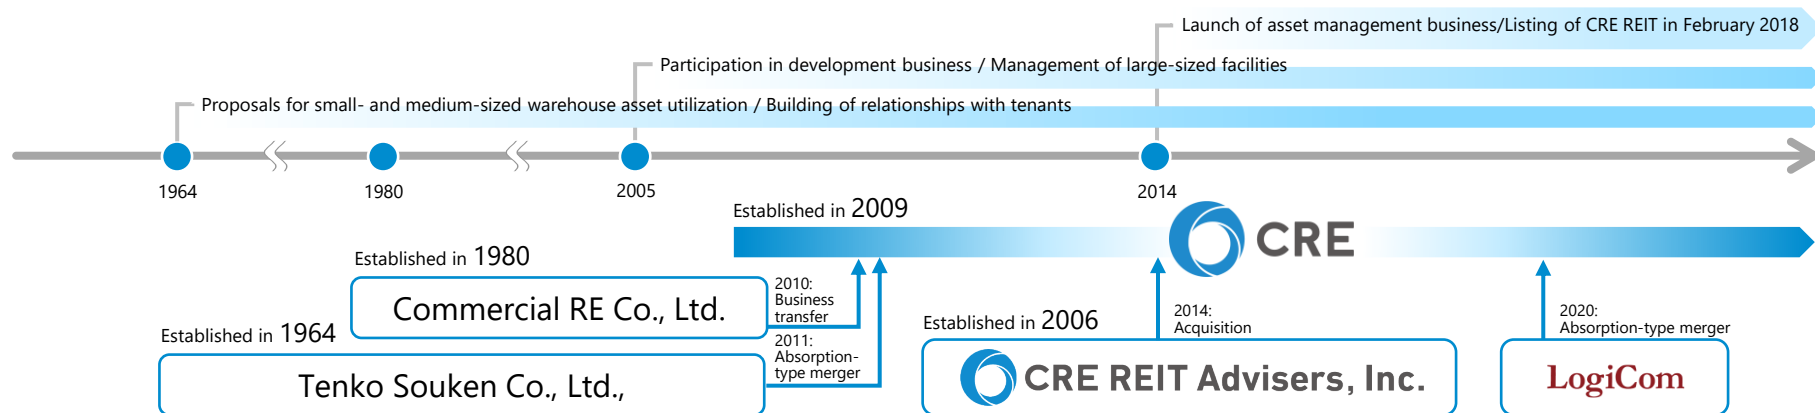 Launch of asset management business/Listing of CRE REIT in February 2018
Participation in development business / Management of large-sized facilities
Proposals for small- and medium-sized warehouse asset utilization / Building of relationships with tenants
1964
1980
2005
2014
Established in 2009
CRE
Established in 1980
Commercial RE Co., Ltd.
2010:
Business
transfer
Established in 1964
Tenko Souken Co., Ltd.,
2011:
Absorption-
type merger
Established in 2006
CRE REIT Advisers, Inc.
2014:
Acquisition
2020:
Absorption-type merger
LogiCom